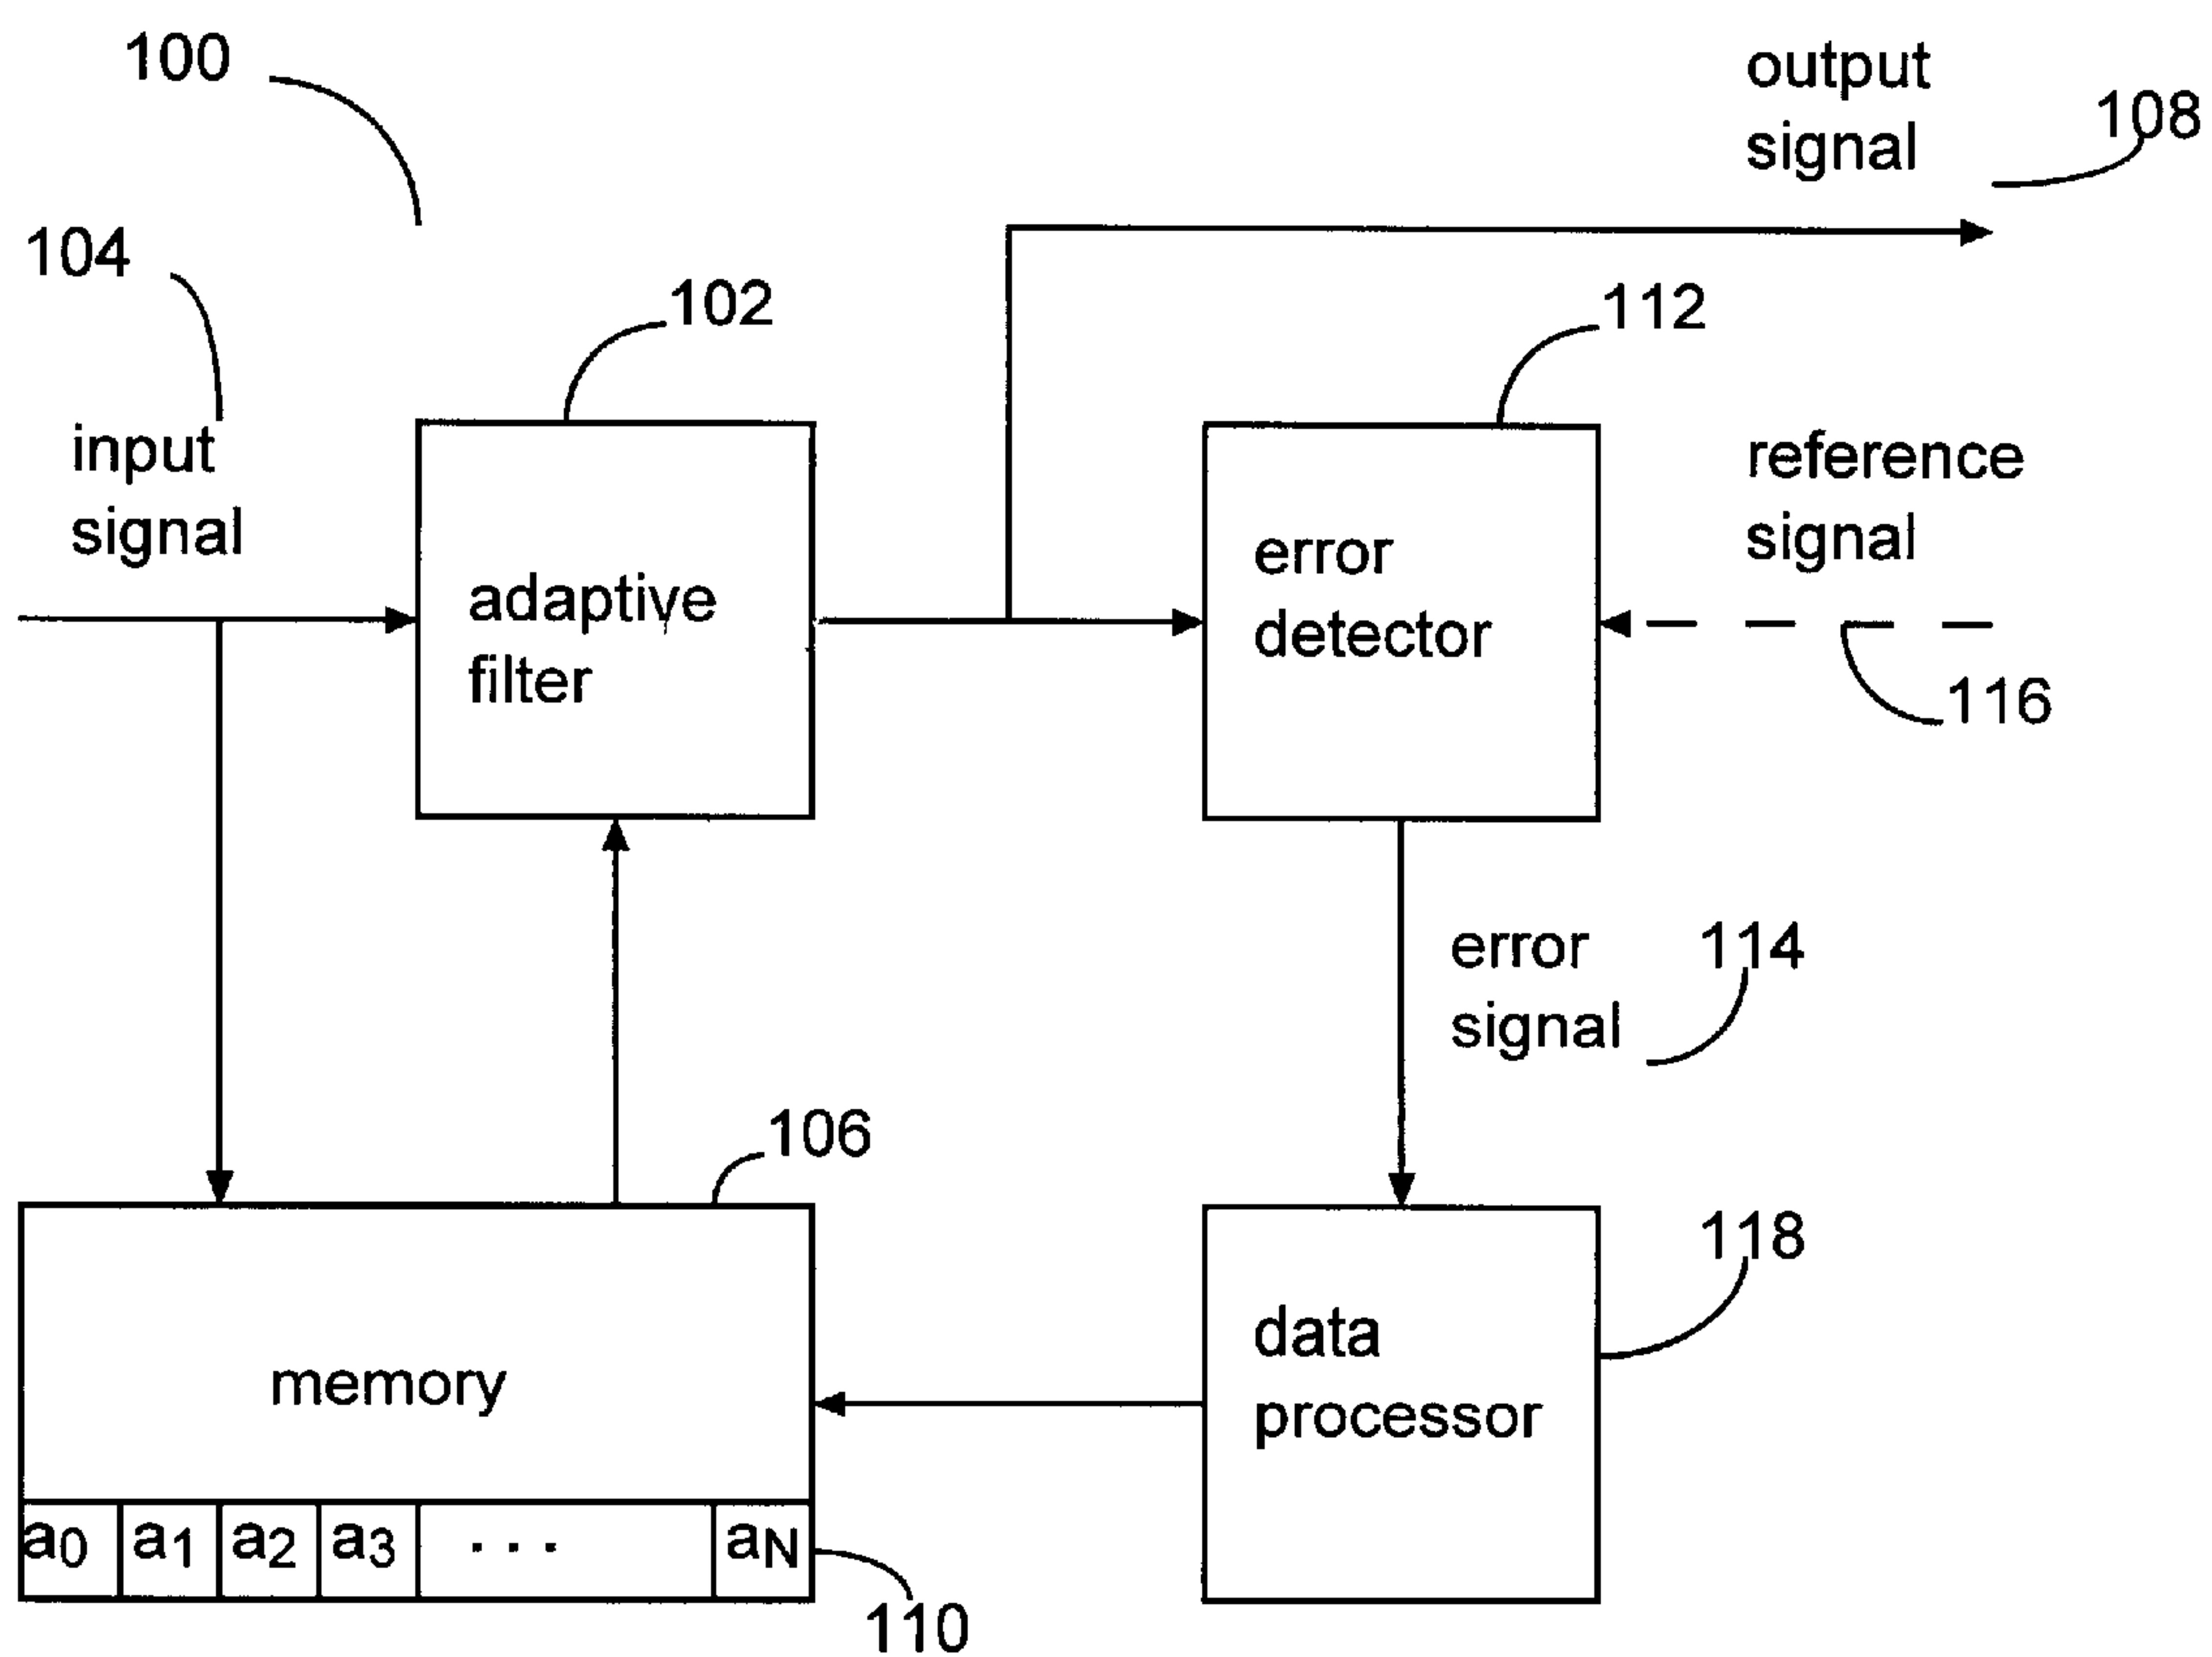 100
output
signal
108
104
102
112
input
signal
reference
signal
adaptive
filter
error
detector
116
error
signal
114
106
118
memory
data
processor
a0 a1 a2 a3 ... aN
110